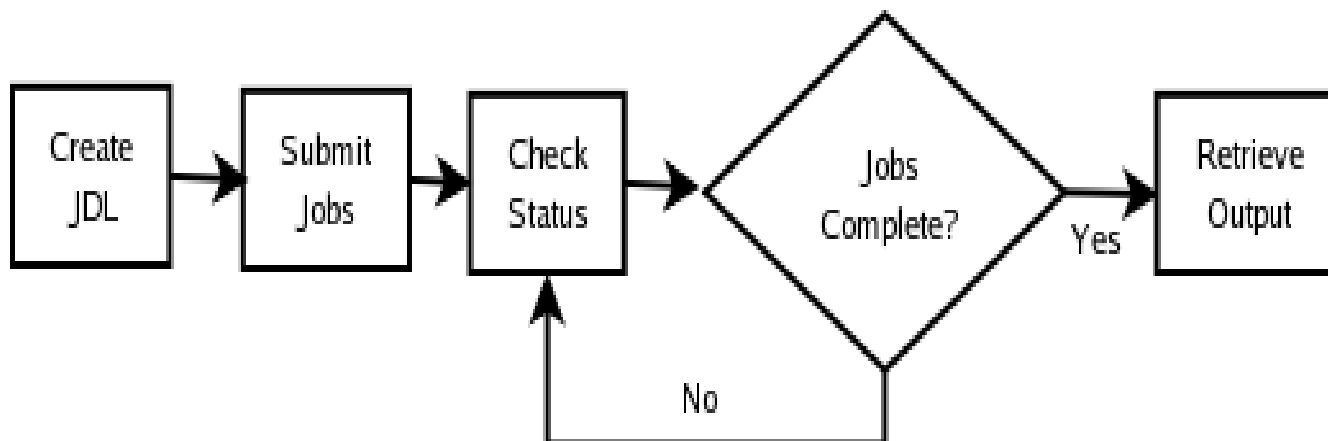 Create
JDL
Submit
Jobs
Check
Status
Jobs
Complete?
Yes
Retrieve
Output
No